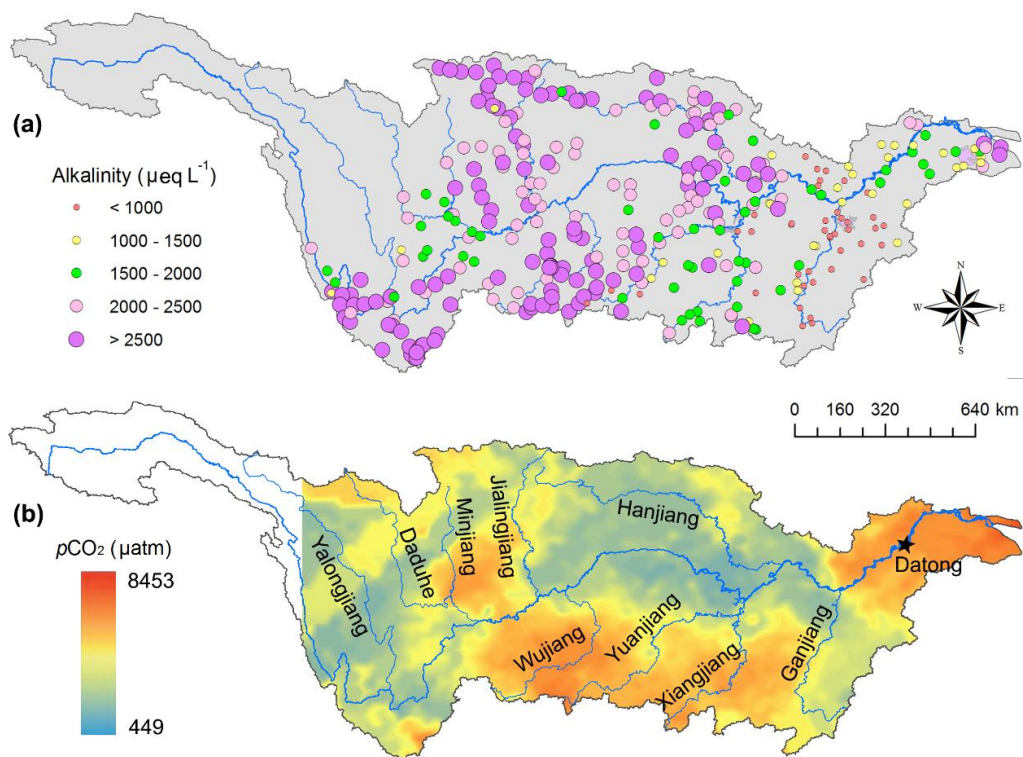 (a)
Alkalinity (µeq L⁻¹)
< 1000
1000 - 1500
1500 - 2000
2000 - 2500
> 2500
N
W
E
S
0 160 320 640 km
(b)
pCO₂ (µatm)
8453
449
Yalongjiang
Daduhe
Minjiang
Jialingjiang
Hanjiang
Wujiang
Yuanjiang
Xiangjiang
Ganjiang
Datong